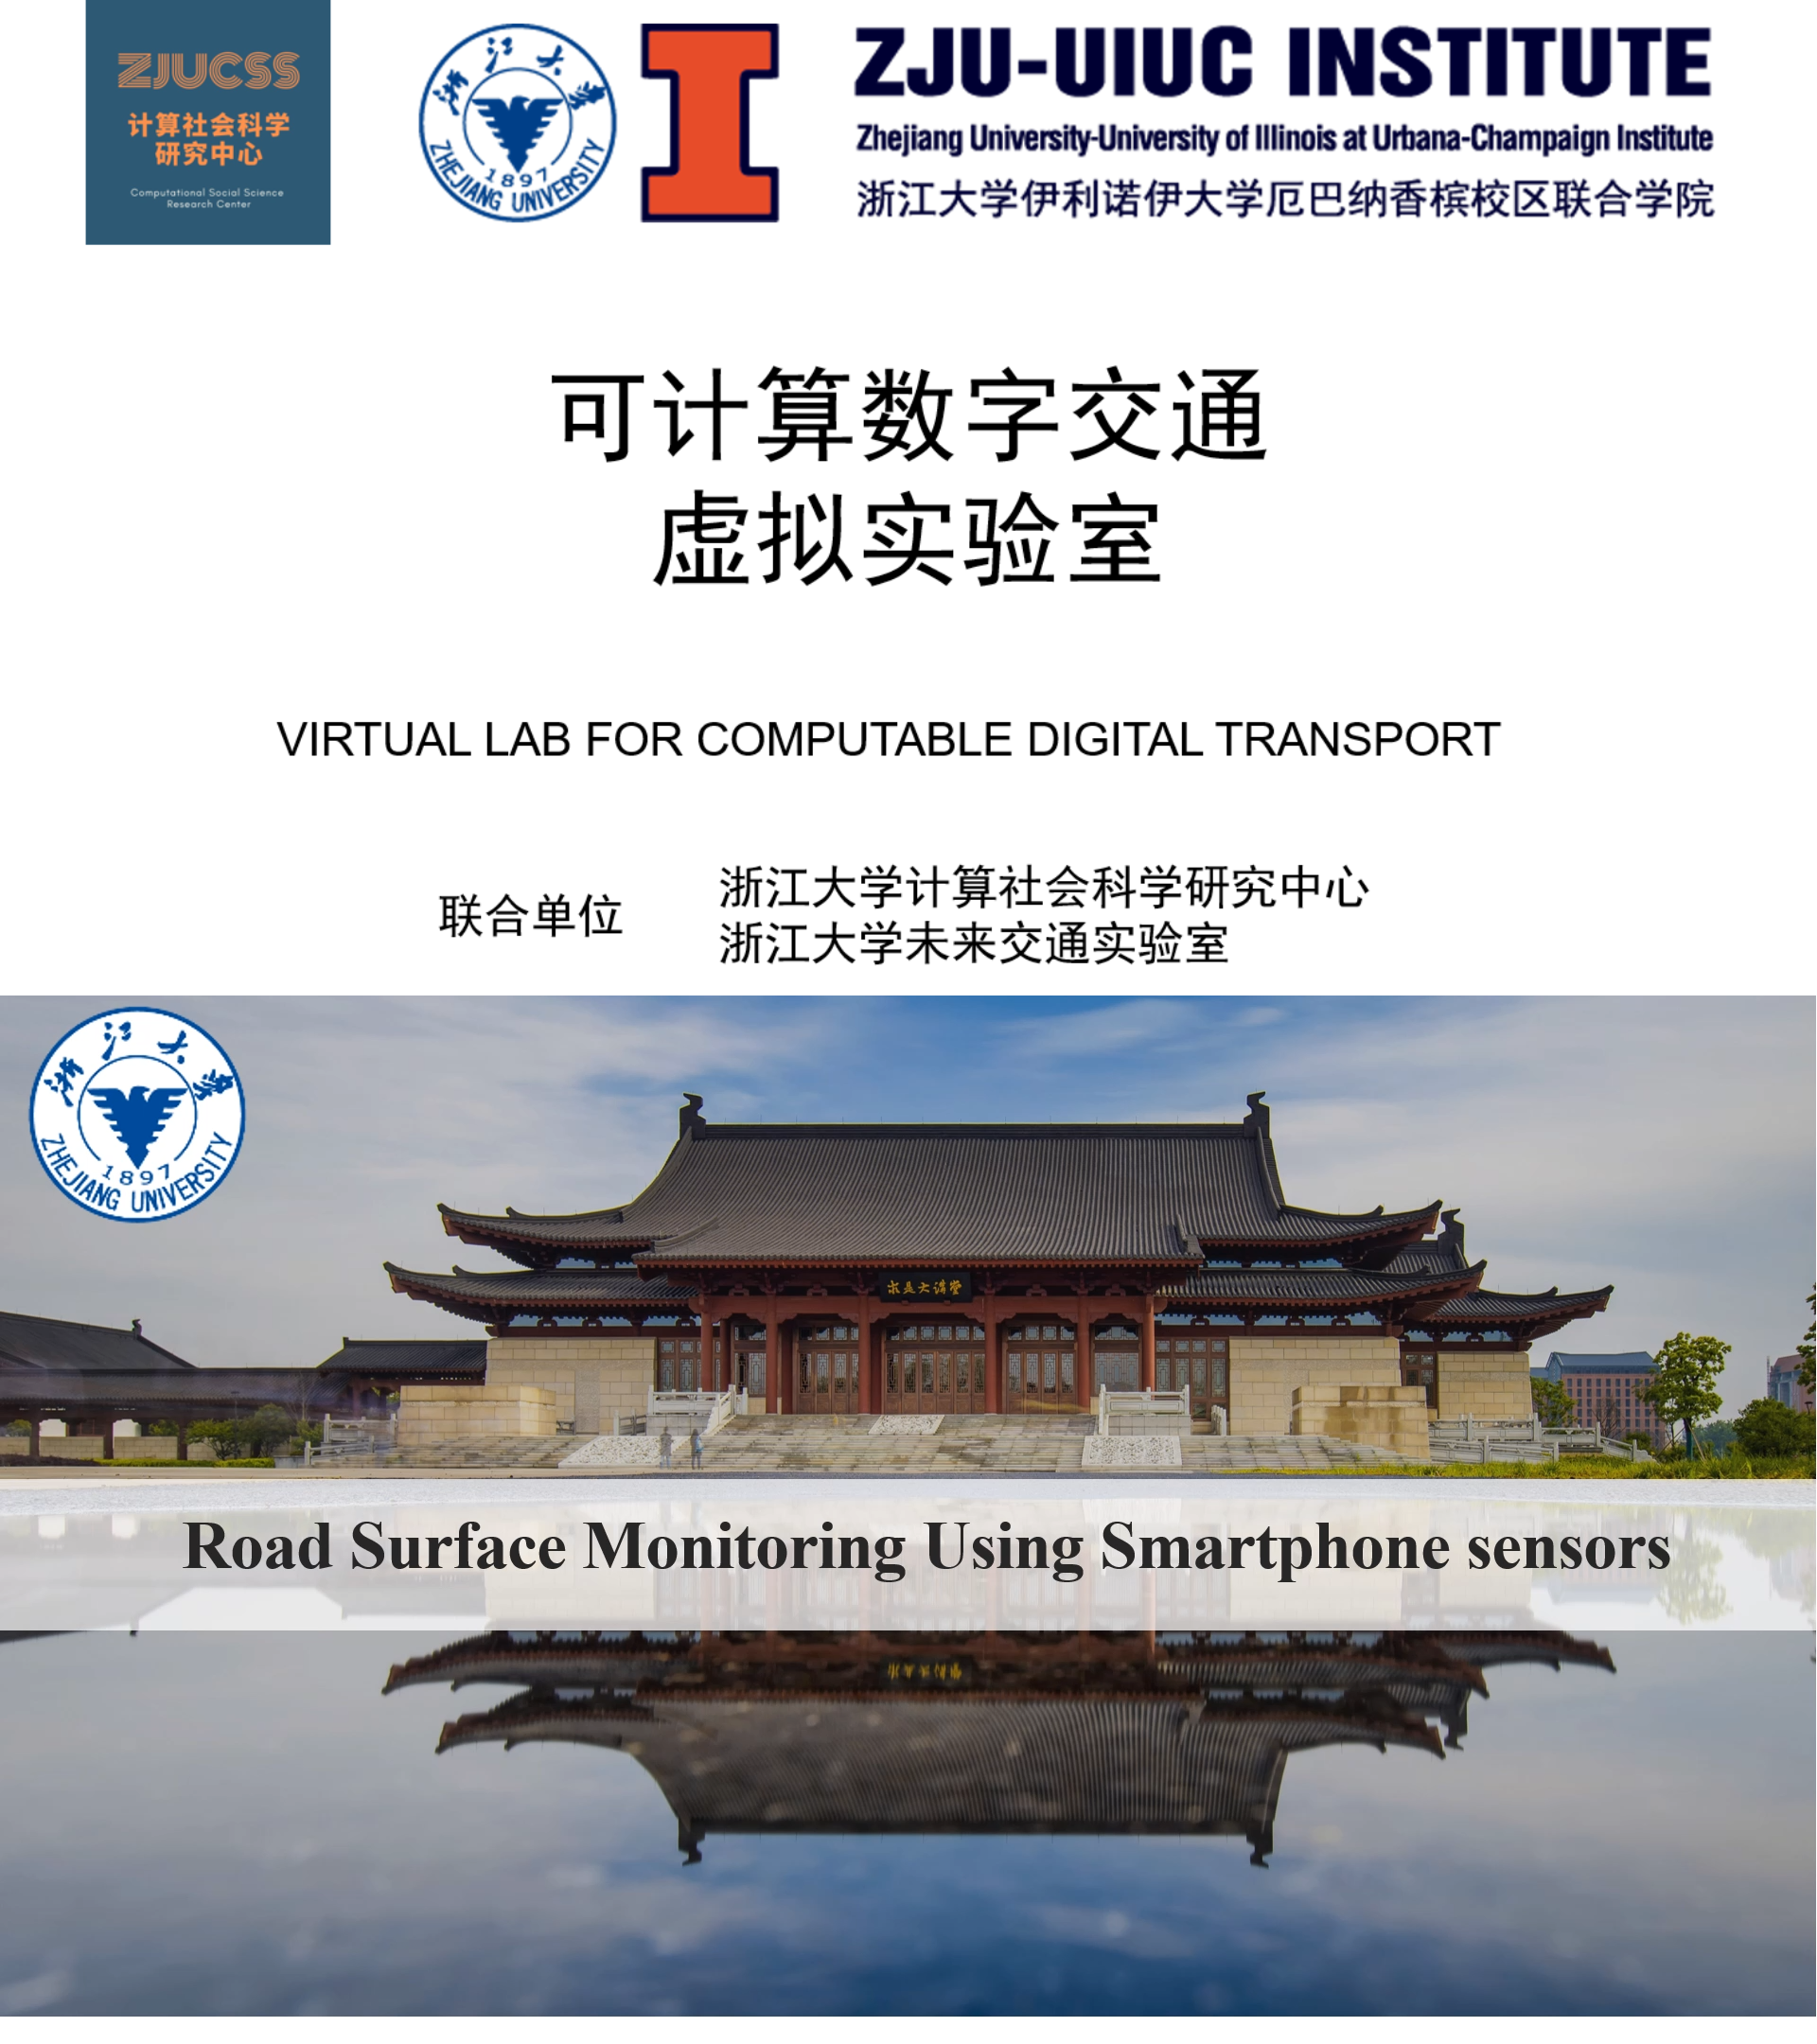 ZJUCSS
计算社会科学
研究中心
Computational Social Science
Research Center
浙江大学
1897
ZHEJIANG UNIVERSITY
I
ZJU-UIUC INSTITUTE
Zhejiang University-University of Illinois at Urbana-Champaign Institute
浙江大学伊利诺伊大学厄巴纳香槟校区联合学院
可计算数字交通
虚拟实验室
VIRTUAL LAB FOR COMPUTABLE DIGITAL TRANSPORT
联合单位
浙江大学计算社会科学研究中心
浙江大学未来交通实验室
浙江大学
1897
ZHEJIANG UNIVERSITY
求是大讲堂
Road Surface Monitoring Using Smartphone sensors